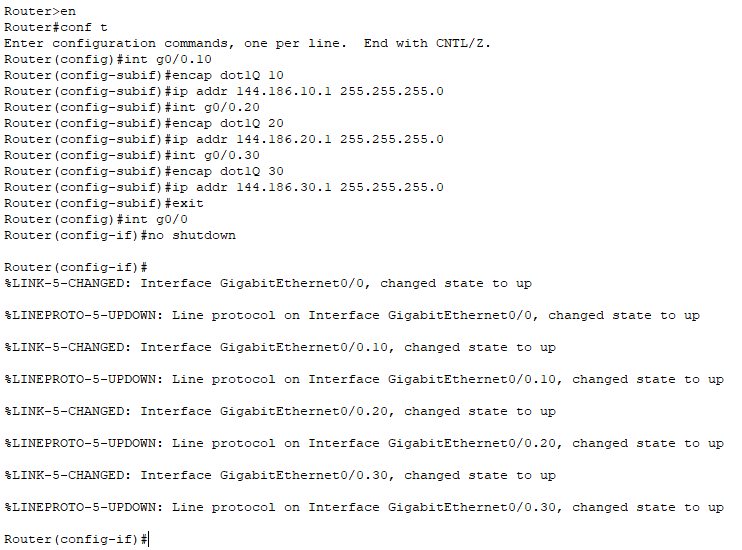 Router>en
Router#conf t
Enter configuration commands, one per line.  End with CNTL/Z.
Router(config)#int g0/0.10
Router(config-subif)#encap dot1Q 10
Router(config-subif)#ip addr 144.186.10.1 255.255.255.0
Router(config-subif)#int g0/0.20
Router(config-subif)#encap dot1Q 20
Router(config-subif)#ip addr 144.186.20.1 255.255.255.0
Router(config-subif)#int g0/0.30
Router(config-subif)#encap dot1Q 30
Router(config-subif)#ip addr 144.186.30.1 255.255.255.0
Router(config-subif)#exit
Router(config)#int g0/0
Router(config-if)#no shutdown
Router(config-if)#
%LINK-5-CHANGED: Interface GigabitEthernet0/0, changed state to up
%LINEPROTO-5-UPDOWN: Line protocol on Interface GigabitEthernet0/0, changed state to up
%LINK-5-CHANGED: Interface GigabitEthernet0/0.10, changed state to up
%LINEPROTO-5-UPDOWN: Line protocol on Interface GigabitEthernet0/0.10, changed state to up
%LINK-5-CHANGED: Interface GigabitEthernet0/0.20, changed state to up
%LINEPROTO-5-UPDOWN: Line protocol on Interface GigabitEthernet0/0.20, changed state to up
%LINK-5-CHANGED: Interface GigabitEthernet0/0.30, changed state to up
%LINEPROTO-5-UPDOWN: Line protocol on Interface GigabitEthernet0/0.30, changed state to up
Router(config-if)#